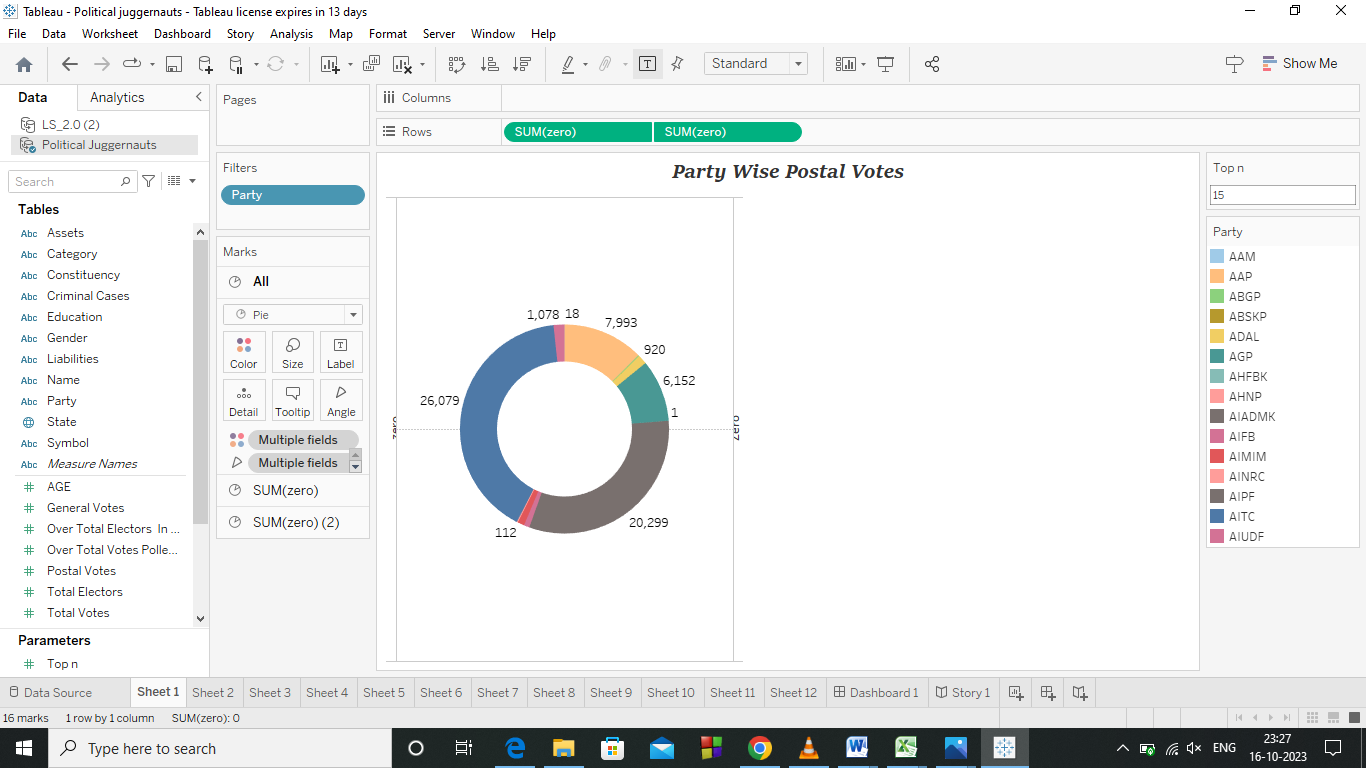 Tableau - Political juggernauts - Tableau license expires in 13 days
File Data Worksheet Dashboard Story Analysis Map Format Server Window Help
Standard
Show Me
Data Analytics
LS_2.0 (2)
Political Juggernauts
Search
Tables
Abc Assets
Abc Category
Abc Constituency
Abc Criminal Cases
Abc Education
Abc Gender
Abc Liabilities
Abc Name
Abc Party
State
Abc Symbol
Abc Measure Names
# AGE
# General Votes
# Over Total Electors In ...
# Over Total Votes Polle...
# Postal Votes
# Total Electors
# Total Votes
Parameters
# Top n
Pages
Filters
Party
Marks
All
Pie
Color Size Label
Detail Tooltip Angle
Multiple fields
Multiple fields
SUM(zero)
SUM(zero) (2)
Columns
Rows SUM(zero) SUM(zero)
Party Wise Postal Votes
1,078 18
7,993
920
6,152
26,079
1
zero zero
20,299
112
Top n
15
Party
AAM
AAP
ABGP
ABSKP
ADAL
AGP
AHFBK
AHNP
AIADMK
AIFB
AIMIM
AINRC
AIPF
AITC
AIUDF
Data Source Sheet 1 Sheet 2 Sheet 3 Sheet 4 Sheet 5 Sheet 6 Sheet 7 Sheet 8 Sheet 9 Sheet 10 Sheet 11 Sheet 12 Dashboard 1 Story 1
16 marks 1 row by 1 column SUM(zero): 0
Type here to search
ENG
23:27
16-10-2023